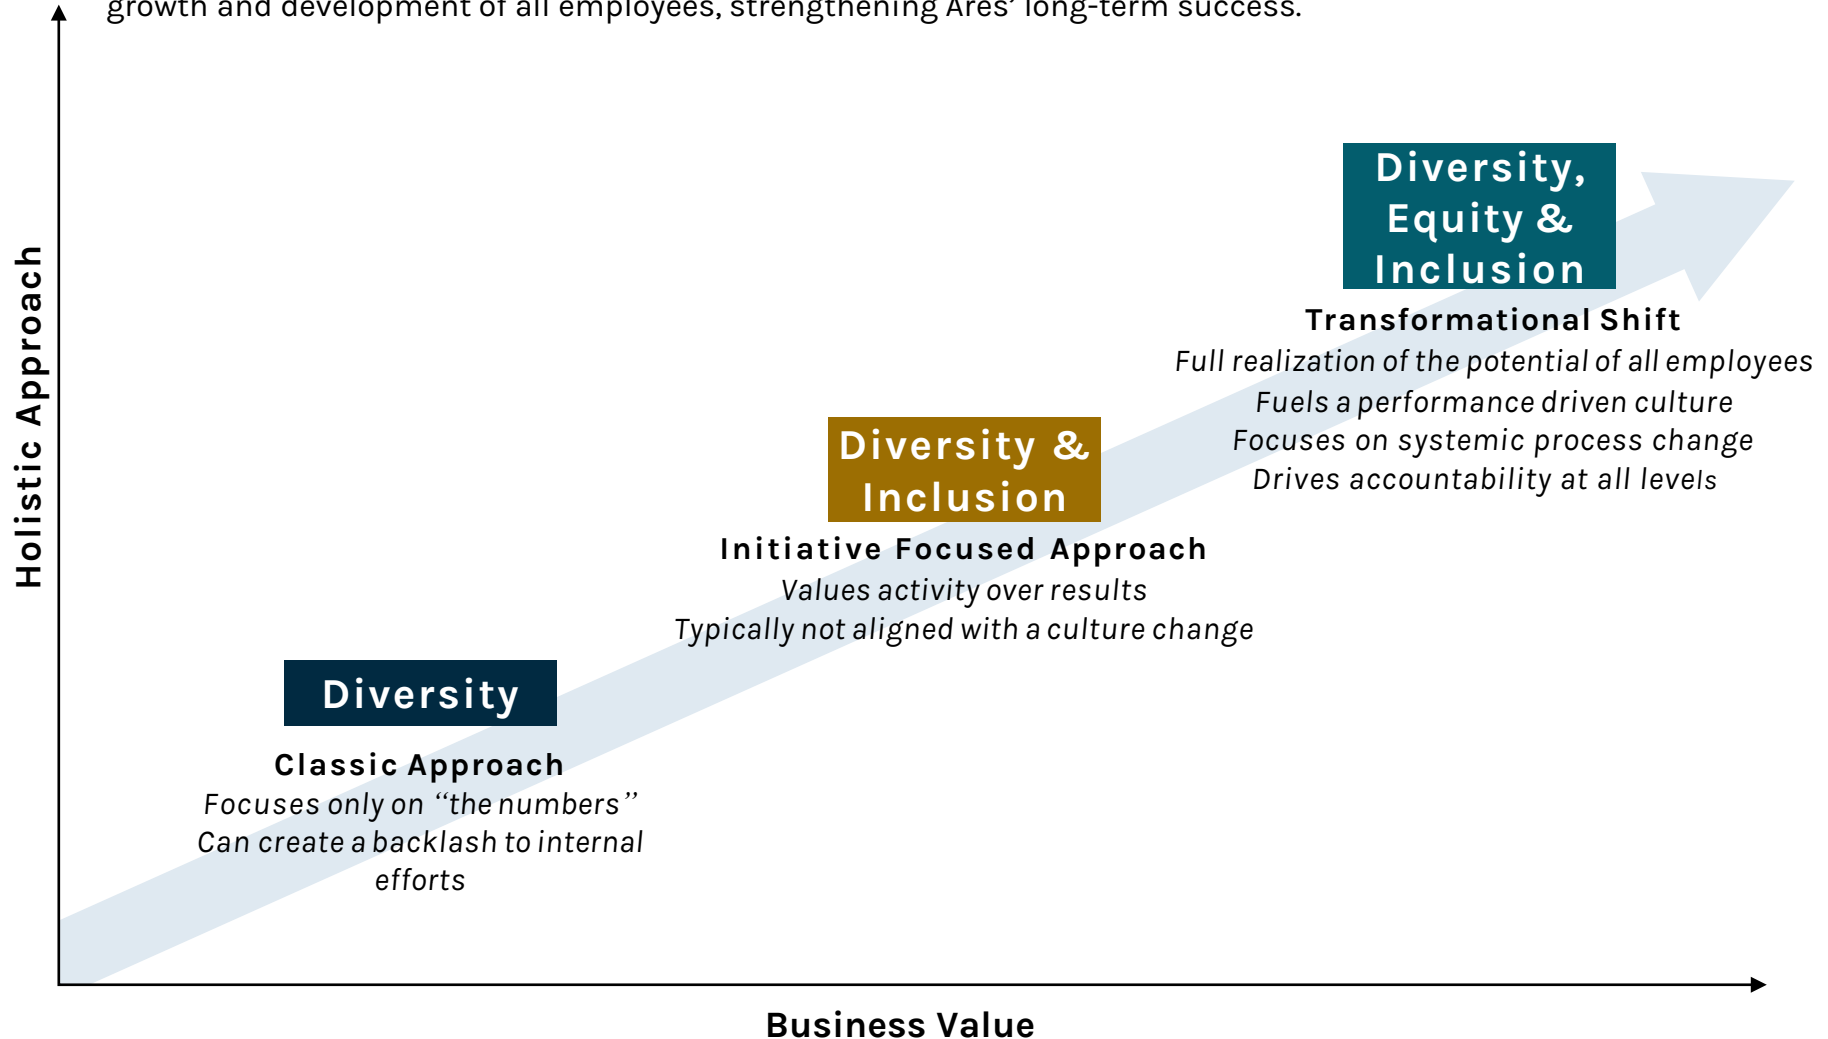 growth and development of all employees, strengthening Ares' long-term success.
Holistic Approach
Diversity,
Equity &
Inclusion
Transformational Shift
Full realization of the potential of all employees
Fuels a performance driven culture
Focuses on systemic process change
Drives accountability at all levels
Diversity &
Inclusion
Initiative Focused Approach
Values activity over results
Typically not aligned with a culture change
Diversity
Classic Approach
Focuses only on “the numbers”
Can create a backlash to internal
efforts
Business Value